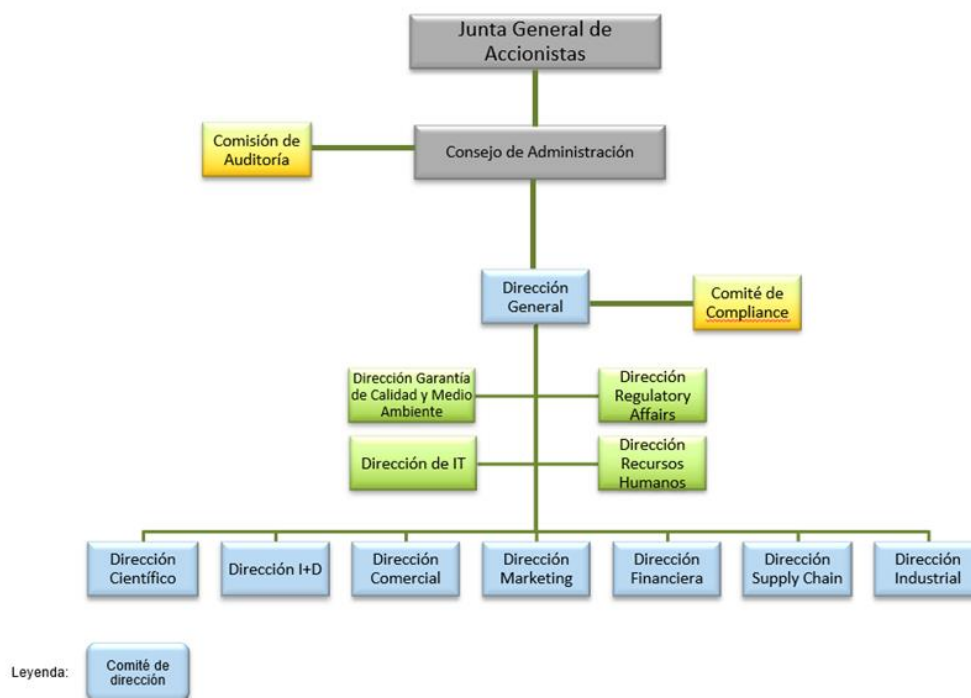 Junta General de
Accionistas
Comisión de
Auditoría
Consejo de Administración
Dirección
General
Comité de
Compliance
Dirección Garantía
de Calidad y Medio
Ambiente
Dirección
Regulatory
Affairs
Dirección de IT
Dirección
Recursos
Humanos
Dirección
Científico
Dirección I+D
Dirección
Comercial
Dirección
Marketing
Dirección
Financiera
Dirección
Supply Chain
Dirección
Industrial
Leyenda:
Comité de
dirección